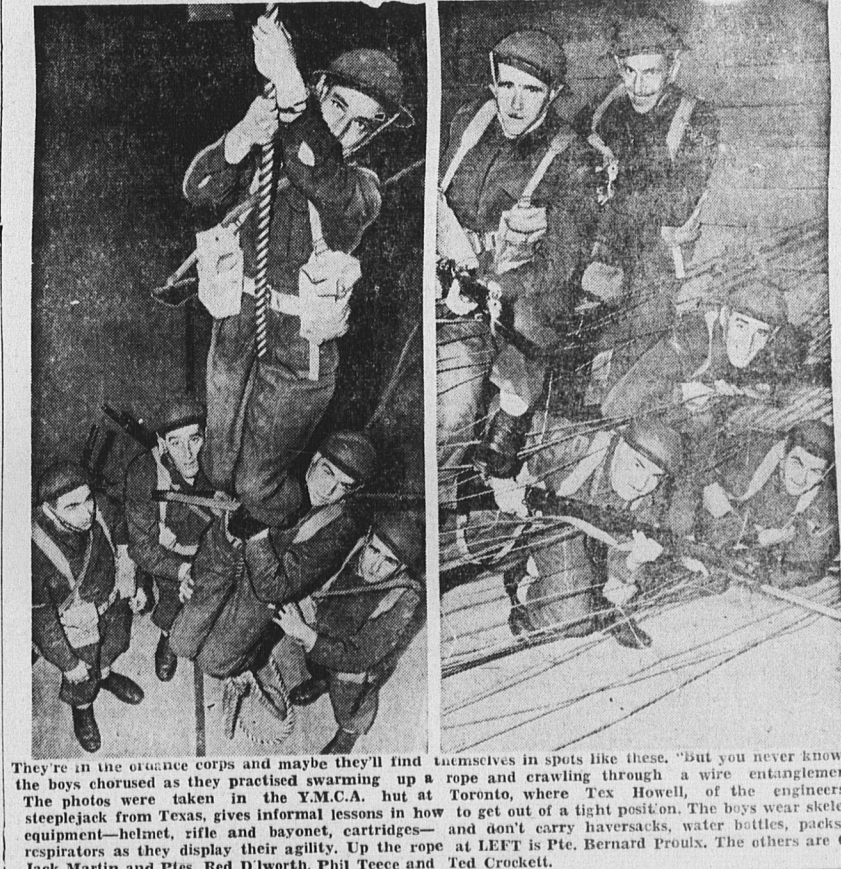 They're in the ordance corps and maybe they'll find themselves in spots like these. "But you never know
the boys chorused as they practised swarming up a rope and crawling through a wire entanglemen
The photos were taken in the Y.M.C.A. hut at Toronto, where Tex Howell, of the engineers
steeplejack from Texas, gives informal lessons in how to get out of a tight position. The boys wear skele
equipment—helmet, rifle and bayonet, cartridges— and don't carry haversacks, water bottles, packs
respirators as they display their agility. Up the rope at LEFT is Pte. Bernard Proulx. The others are
Jack Martin and Ptes. Red D'lworth, Phil Teece and Ted Crockett.